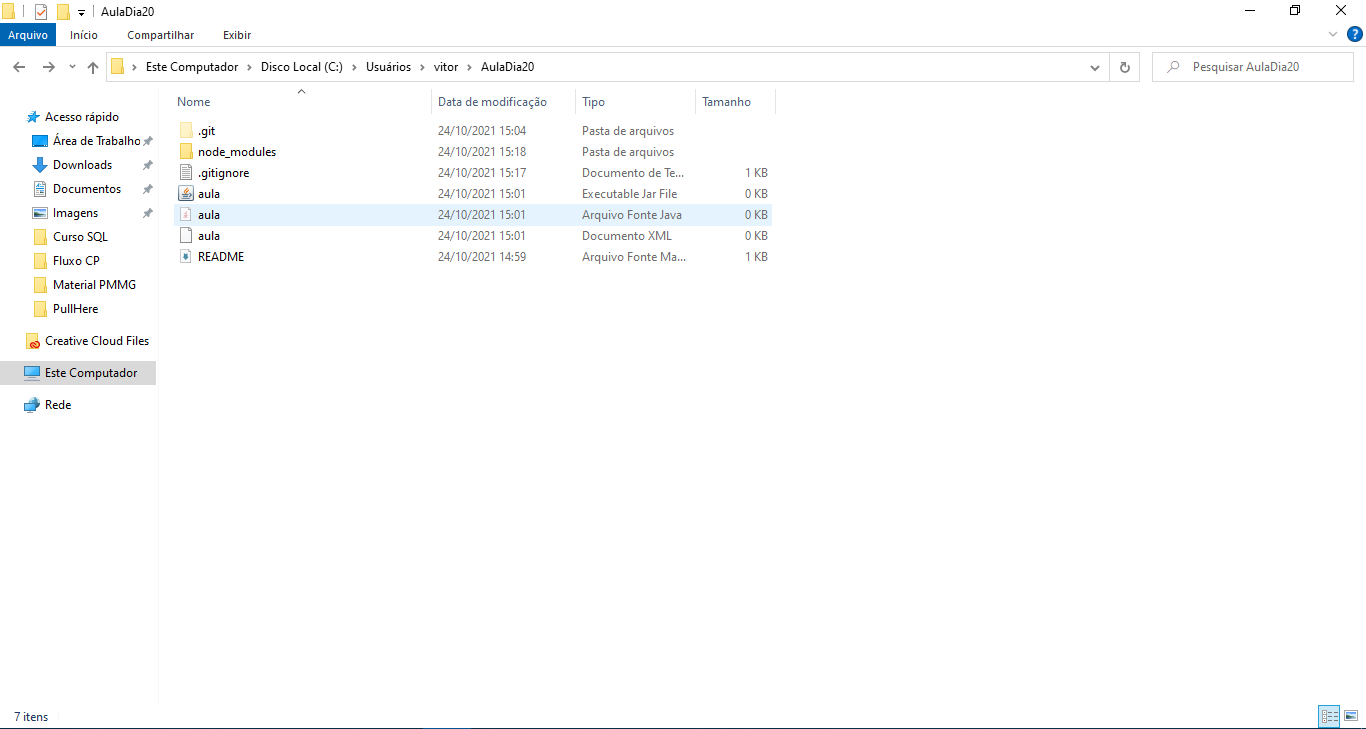 AulaDia20
Arquivo Início Compartilhar Exibir
Este Computador Disco Local (C:) Usuários vitor AulaDia20
Pesquisar AulaDia20
Acesso rápido
Área de Trabalho
Downloads
Documentos
Imagens
Curso SQL
Fluxo CP
Material PMMG
PullHere
Creative Cloud Files
Este Computador
Rede
Nome Data de modificação Tipo Tamanho
.git 24/10/2021 15:04 Pasta de arquivos
node_modules 24/10/2021 15:18 Pasta de arquivos
.gitignore 24/10/2021 15:17 Documento de Te... 1 KB
aula 24/10/2021 15:01 Executable Jar File 0 KB
aula 24/10/2021 15:01 Arquivo Fonte Java 0 KB
aula 24/10/2021 15:01 Documento XML 0 KB
README 24/10/2021 14:59 Arquivo Fonte Ma... 1 KB
7 itens